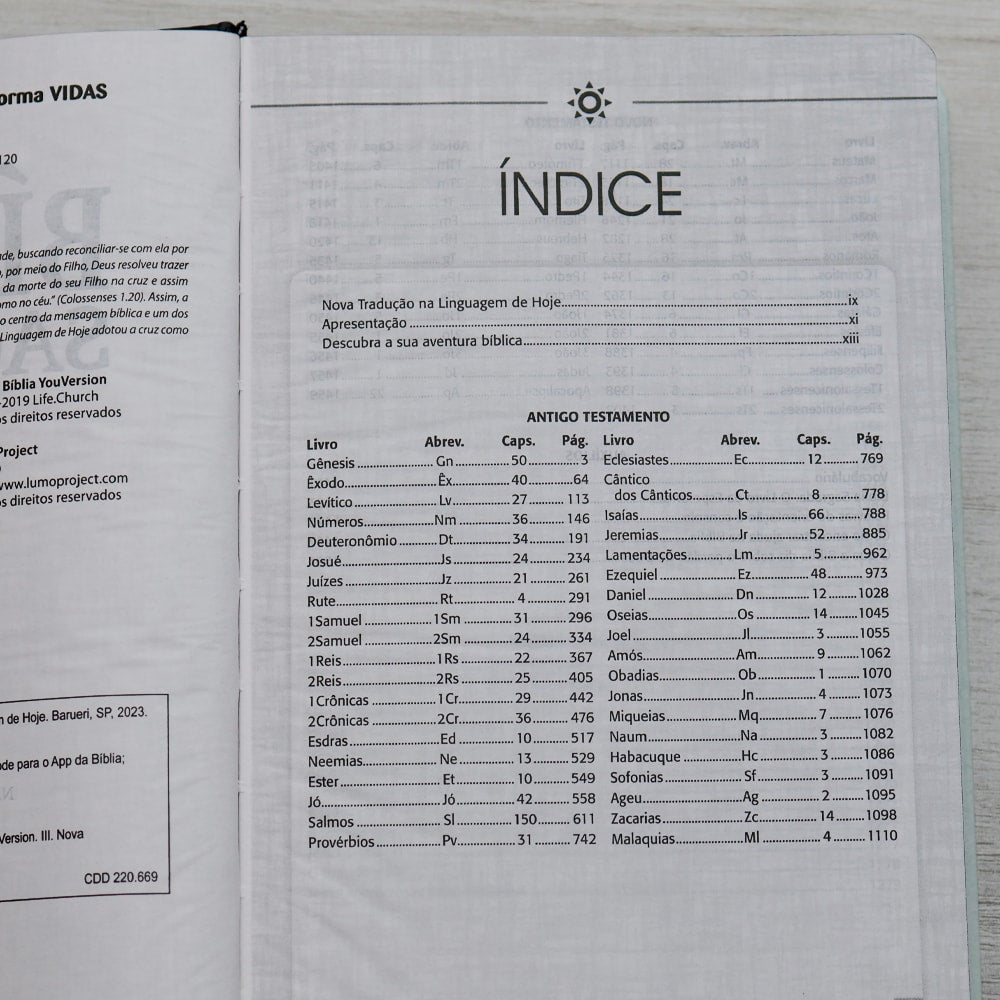 orma VIDAS
120
de, buscando reconciliar-se com ela por
, por meio do Filho, Deus resolveu trazer
da morte do seu Filho na cruz e assim
omo no céu." (Colossenses 1.20). Assim, a
o centro da mensagem bíblica e um dos
Linguagem de Hoje adotou a cruz como
Bíblia YouVersion
-2019 Life.Church
os direitos reservados
Project
www.lumoproject.com
os direitos reservados
n de Hoje. Barueri, SP, 2023.
ade para o App da Bíblia;
Version. III. Nova
CDD 220.669
ÍNDICE
Nova Tradução na Linguagem de Hoje ix
Apresentação xi
Descubra a sua aventura bíblica xiii
ANTIGO TESTAMENTO
Livro Abrev. Caps. Pág.
Gênesis Gn 50 3
Êxodo Êx 40 64
Levítico Lv 27 113
Números Nm 36 146
Deuteronômio Dt 34 191
Josué Js 24 234
Juízes Jz 21 261
Rute Rt 4 291
1Samuel 1Sm 31 296
2Samuel 2Sm 24 334
1Reis 1Rs 22 367
2Reis 2Rs 25 405
1Crônicas 1Cr 29 442
2Crônicas 2Cr 36 476
Esdras Ed 10 517
Neemias Ne 13 529
Ester Et 10 549
Jó Jó 42 558
Salmos Sl 150 611
Provérbios Pv 31 742
Livro Abrev. Caps. Pág.
Eclesiastes Ec 12 769
Cântico
dos Cânticos Ct 8 778
Isaías Is 66 788
Jeremias Jr 52 885
Lamentações Lm 5 962
Ezequiel Ez 48 973
Daniel Dn 12 1028
Oseias Os 14 1045
Joel Jl 3 1055
Amós Am 9 1062
Obadias Ob 1 1070
Jonas Jn 4 1073
Miqueias Mq 7 1076
Naum Na 3 1082
Habacuque Hc 3 1086
Sofonias Sf 3 1091
Ageu Ag 2 1095
Zacarias Zc 14 1098
Malaquias Ml 4 1110